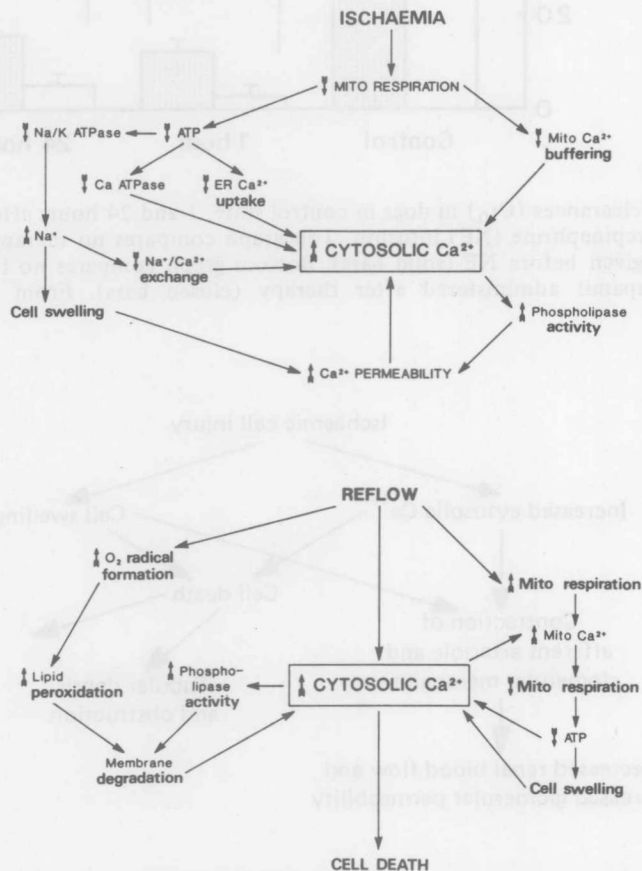 ISCHAEMIA
MITO RESPIRATION
Na/K ATPase
ATP
Mito Ca²⁺
buffering
Ca ATPase
ER Ca²⁺
uptake
Na⁺
CYTOSOLIC Ca²⁺
Na⁺/Ca²⁺
exchange
Cell swelling
Phospholipase
activity
Ca²⁺ PERMEABILITY
REFLOW
O₂ radical
formation
Mito respiration
Mito Ca²⁺
Lipid
peroxidation
Phospho-
lipase
activity
CYTOSOLIC Ca²⁺
Mito respiration
ATP
Membrane
degradation
Cell swelling
CELL DEATH